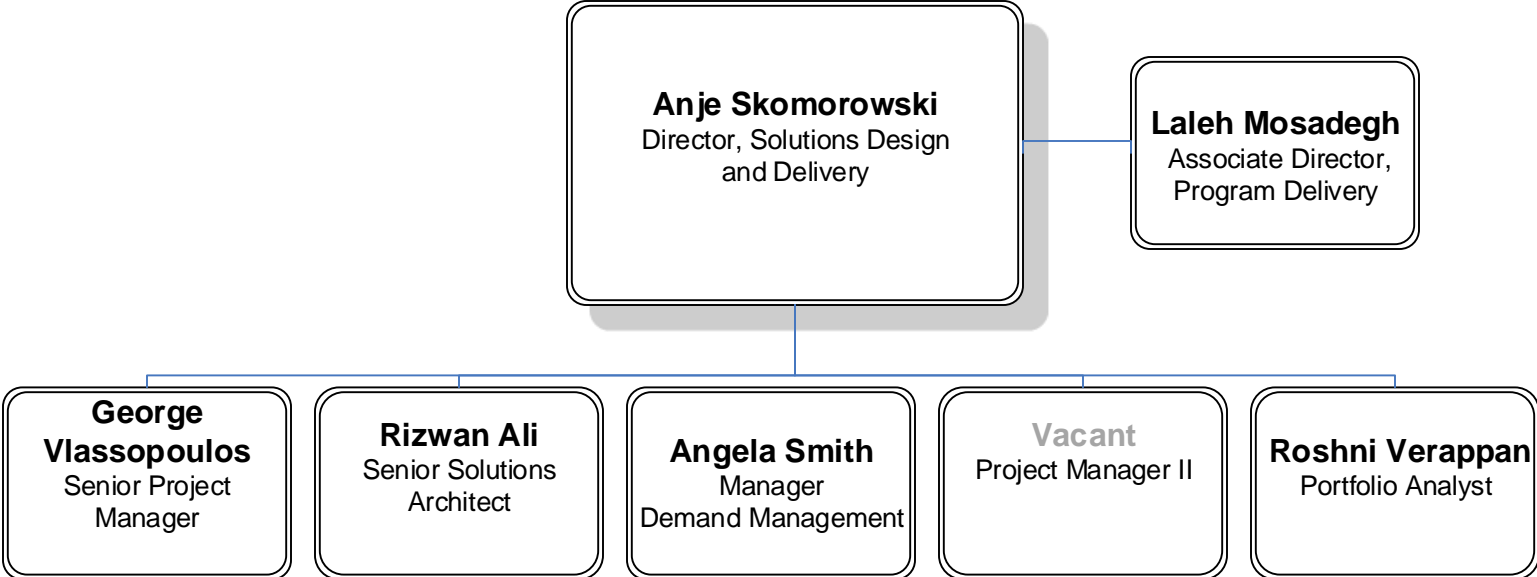 Anje Skomorowski
Director, Solutions Design
and Delivery
Laleh Mosadegh
Associate Director,
Program Delivery
George
Vlassopoulos
Senior Project
Manager
Rizwan Ali
Senior Solutions
Architect
Angela Smith
Manager
Demand Management
Vacant
Project Manager II
Roshni Verappan
Portfolio Analyst